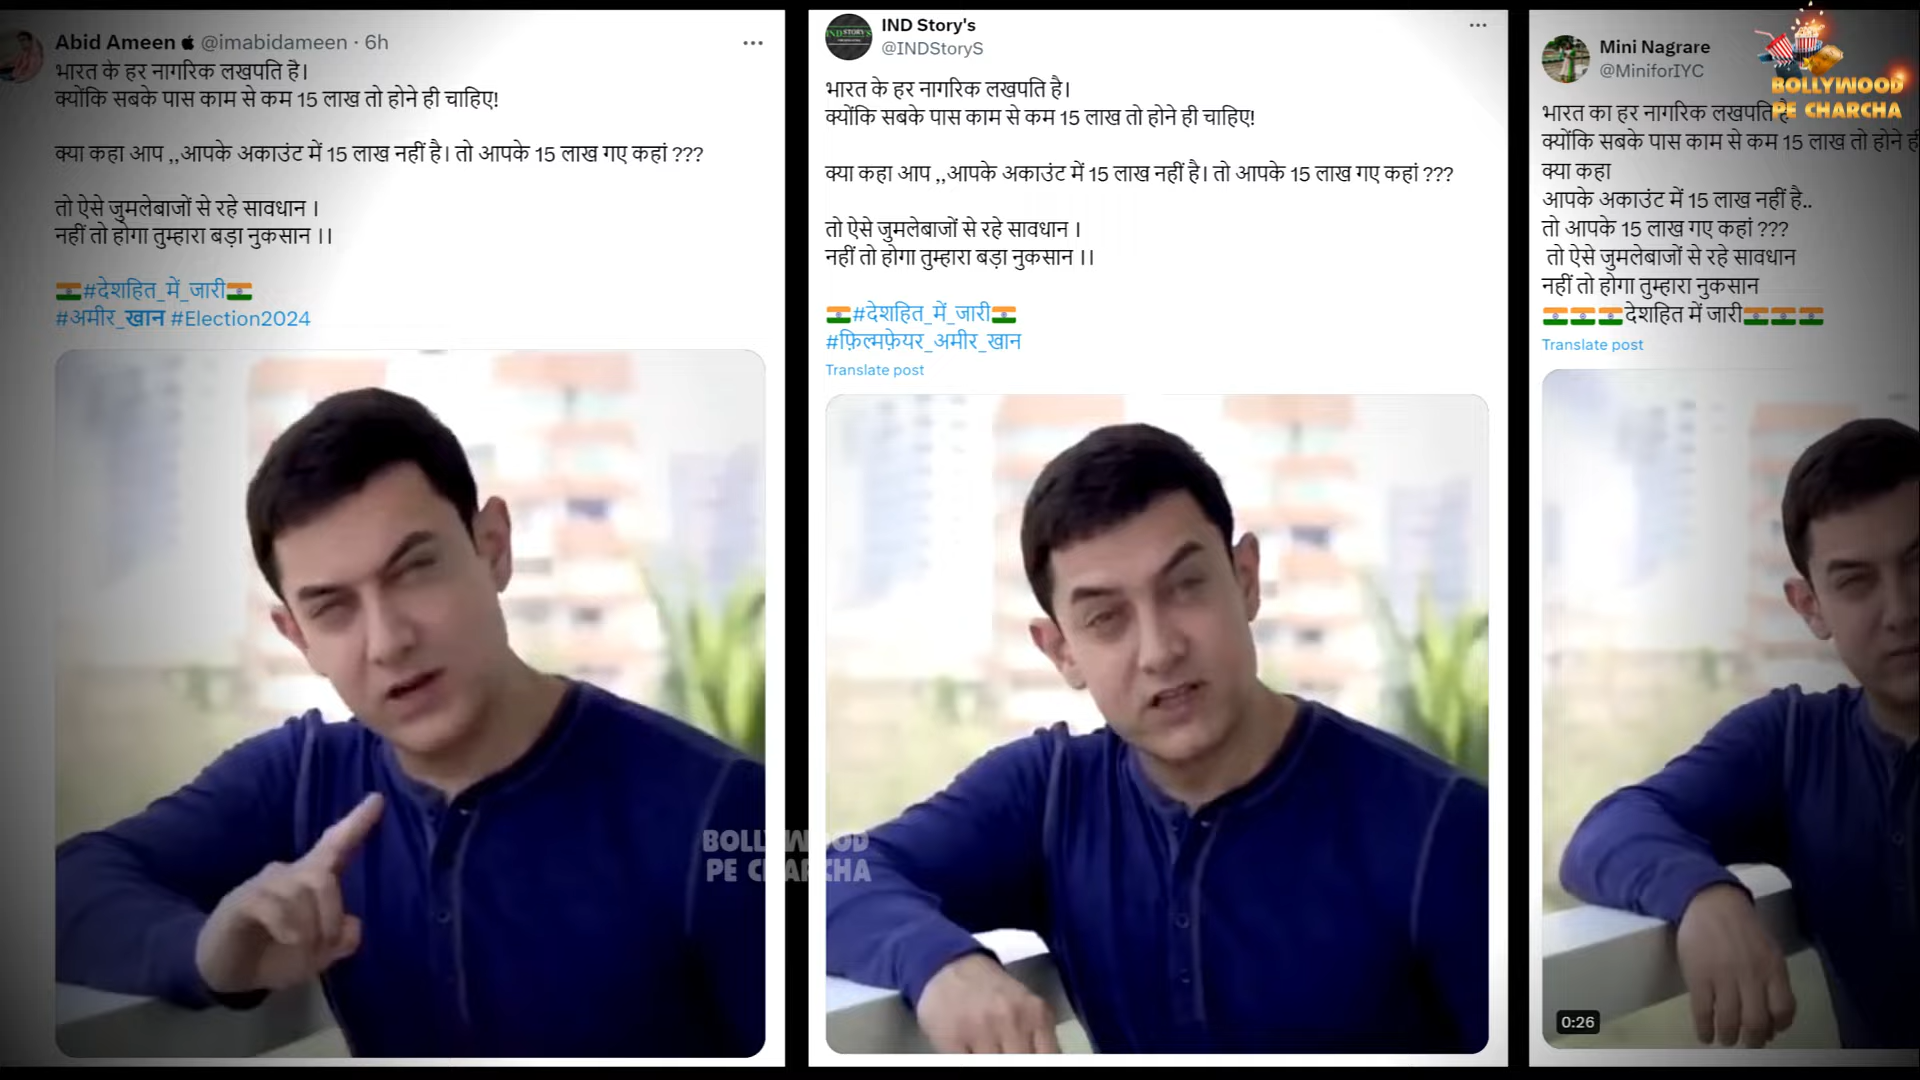 Abid Ameen @imabidameen · 6h
भारत के हर नागरिक लखपति है।
क्योंकि सबके पास काम से कम 15 लाख तो होने ही चाहिए!
क्या कहा आप ,,आपके अकाउंट में 15 लाख नहीं है। तो आपके 15 लाख गए कहां ???
तो ऐसे जुमलेबाजों से रहे सावधान ।
नहीं तो होगा तुम्हारा बड़ा नुकसान ।।
#देशहित_में_जारी
#अमीर_खान #Election2024
IND Story's
@INDStoryS
भारत के हर नागरिक लखपति है।
क्योंकि सबके पास काम से कम 15 लाख तो होने ही चाहिए!
क्या कहा आप ,,आपके अकाउंट में 15 लाख नहीं है। तो आपके 15 लाख गए कहां ???
तो ऐसे जुमलेबाजों से रहे सावधान ।
नहीं तो होगा तुम्हारा बड़ा नुकसान ।।
#देशहित_में_जारी
#फ़िल्मफ़ेयर_अमीर_खान
Translate post
Mini Nagrare
@MiniforIYC
भारत का हर नागरिक लखपति है
क्योंकि सबके पास काम से कम 15 लाख तो होने
क्या कहा
आपके अकाउंट में 15 लाख नहीं है..
तो आपके 15 लाख गए कहां ???
तो ऐसे जुमलेबाजों से रहे सावधान
नहीं तो होगा तुम्हारा नुकसान
देशहित में जारी
Translate post
0:26
BOLLYWOOD
PE CHARCHA
BOLLYWOOD
PE CHARCHA